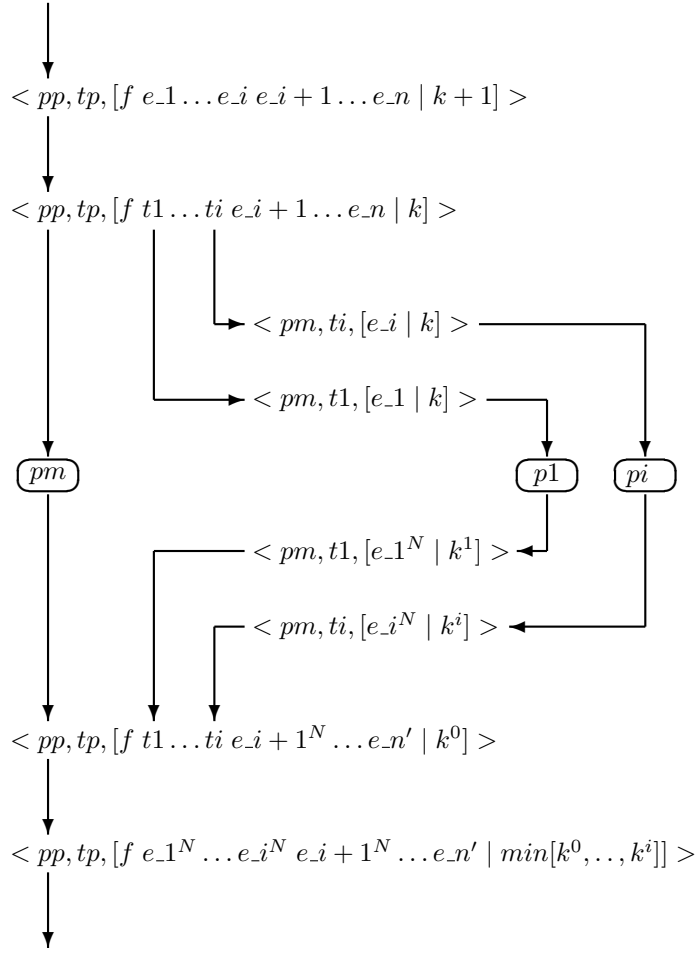 < pp, tp, [f e_1 … e_i e_i + 1 … e_n | k + 1] >
< pp, tp, [f t1 … ti e_i + 1 … e_n | k] >
< pm, ti, [e_i | k] >
< pm, t1, [e_1 | k] >
pm p1 pi
< pm, t1, [e_1^N | k^1] >
< pm, ti, [e_i^N | k^i] >
< pp, tp, [f t1 … ti e_i + 1^N … e_n′ | k^0] >
< pp, tp, [f e_1^N … e_i^N e_i + 1^N … e_n′ | min[k^0, .., k^i]] >